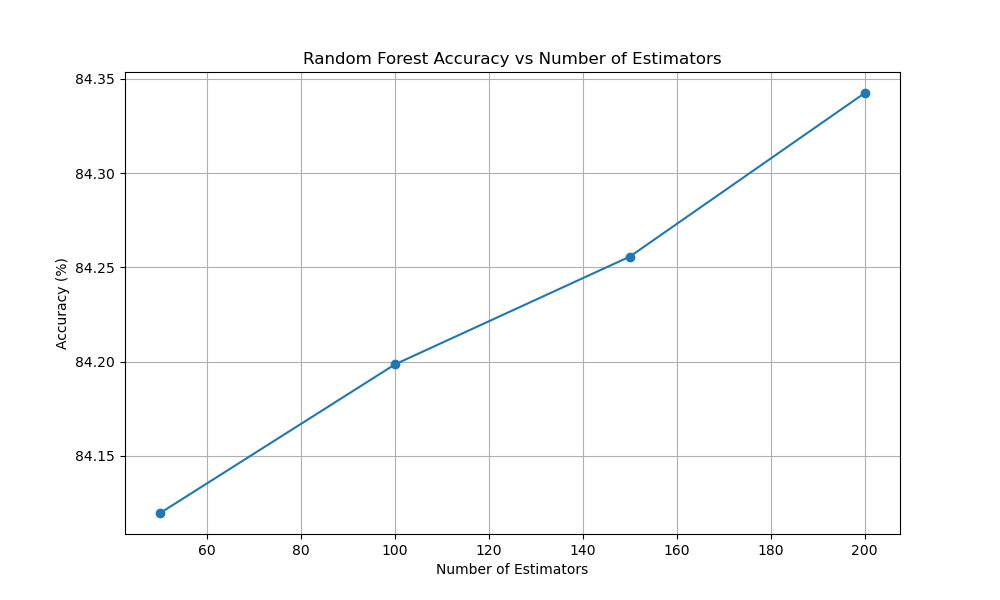 Random Forest Accuracy vs Number of Estimators
84.35
84.30
84.25
84.20
84.15
Accuracy (%)
60 80 100 120 140 160 180 200
Number of Estimators